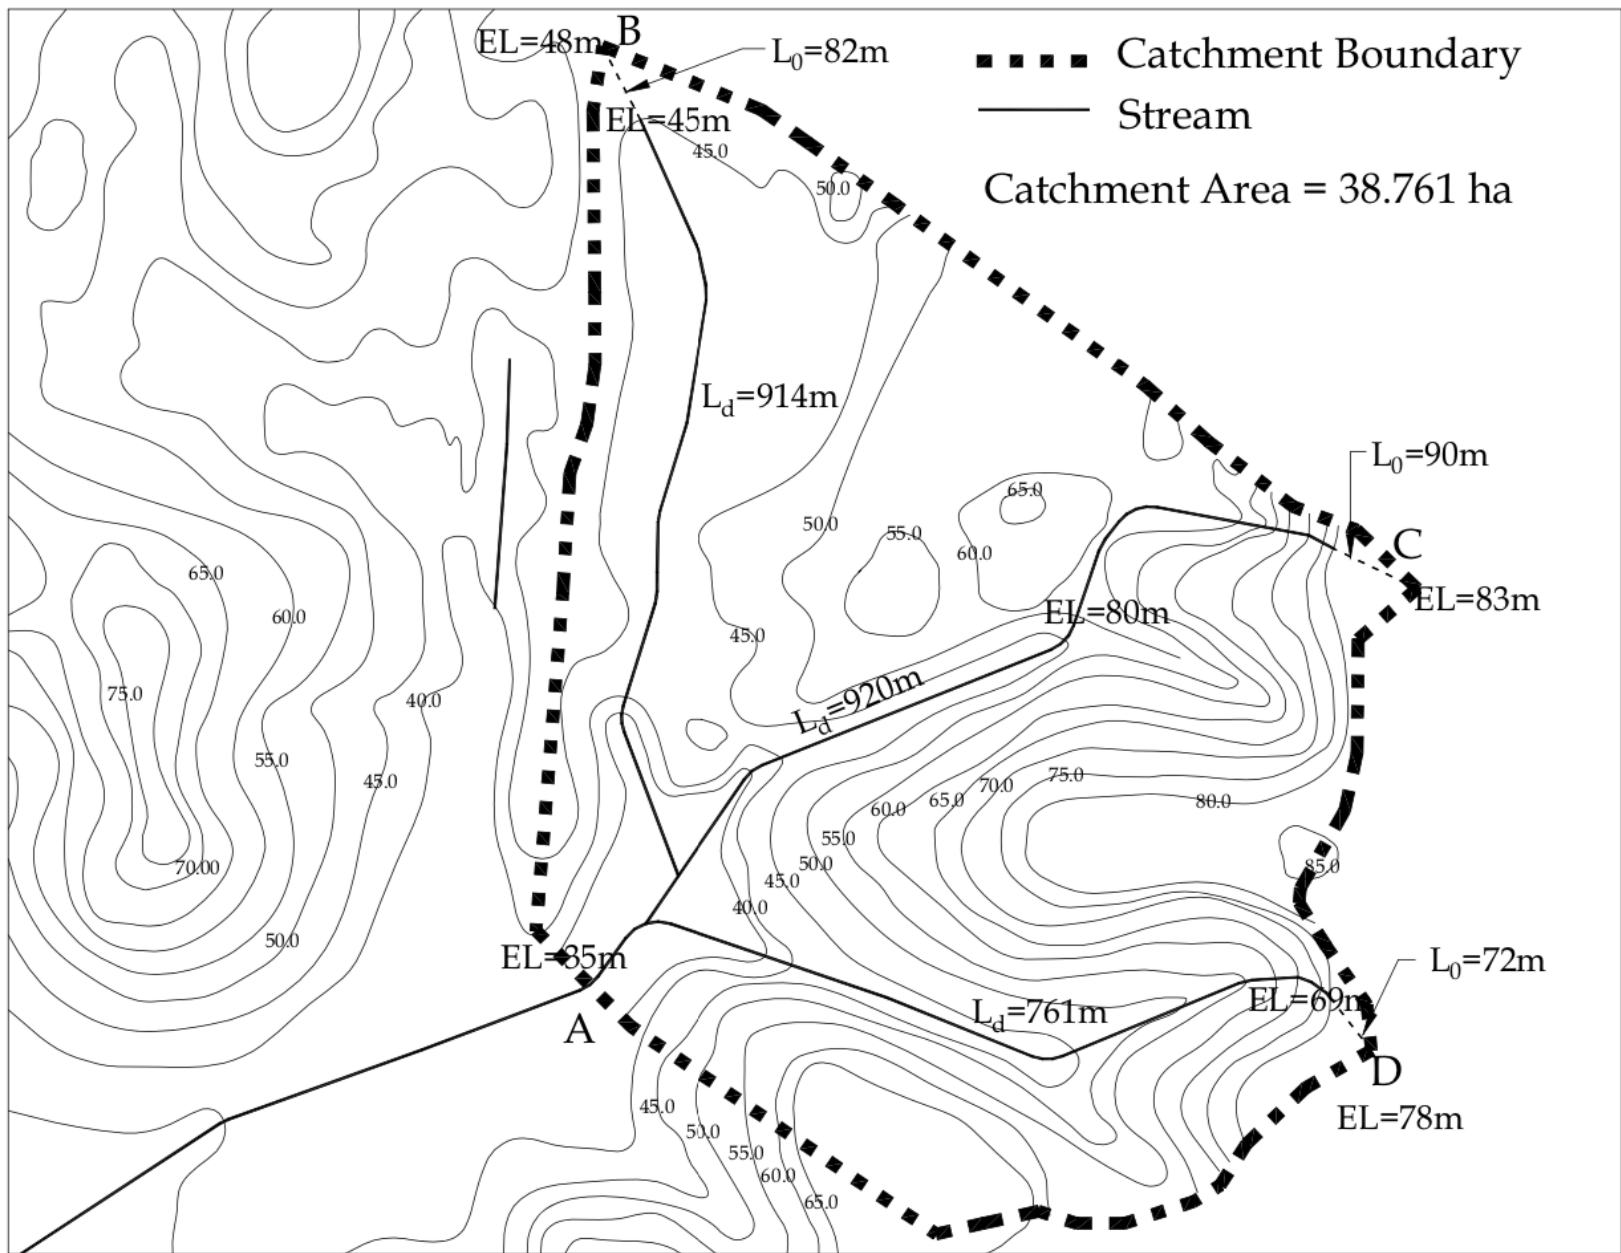 B
EL=48m
L₀=82m
Catchment Boundary
EL=45m
Stream
45.0
50.0
Catchment Area = 38.761 ha
L_d=914m
L₀=90m
65.0
50.0
55.0
60.0
C
65.0
60.0
EL=80m
EL=83m
45.0
75.0
40.0
L_d=920m
55.0
45.0
75.0
70.0
65.0
60.0
80.0
55.0
50.0
45.0
70.00
85.0
40.0
50.0
EL=35m
L₀=72m
EL=69m
L_d=761m
A
D
45.0
EL=78m
50.0
55.0
60.0
65.0